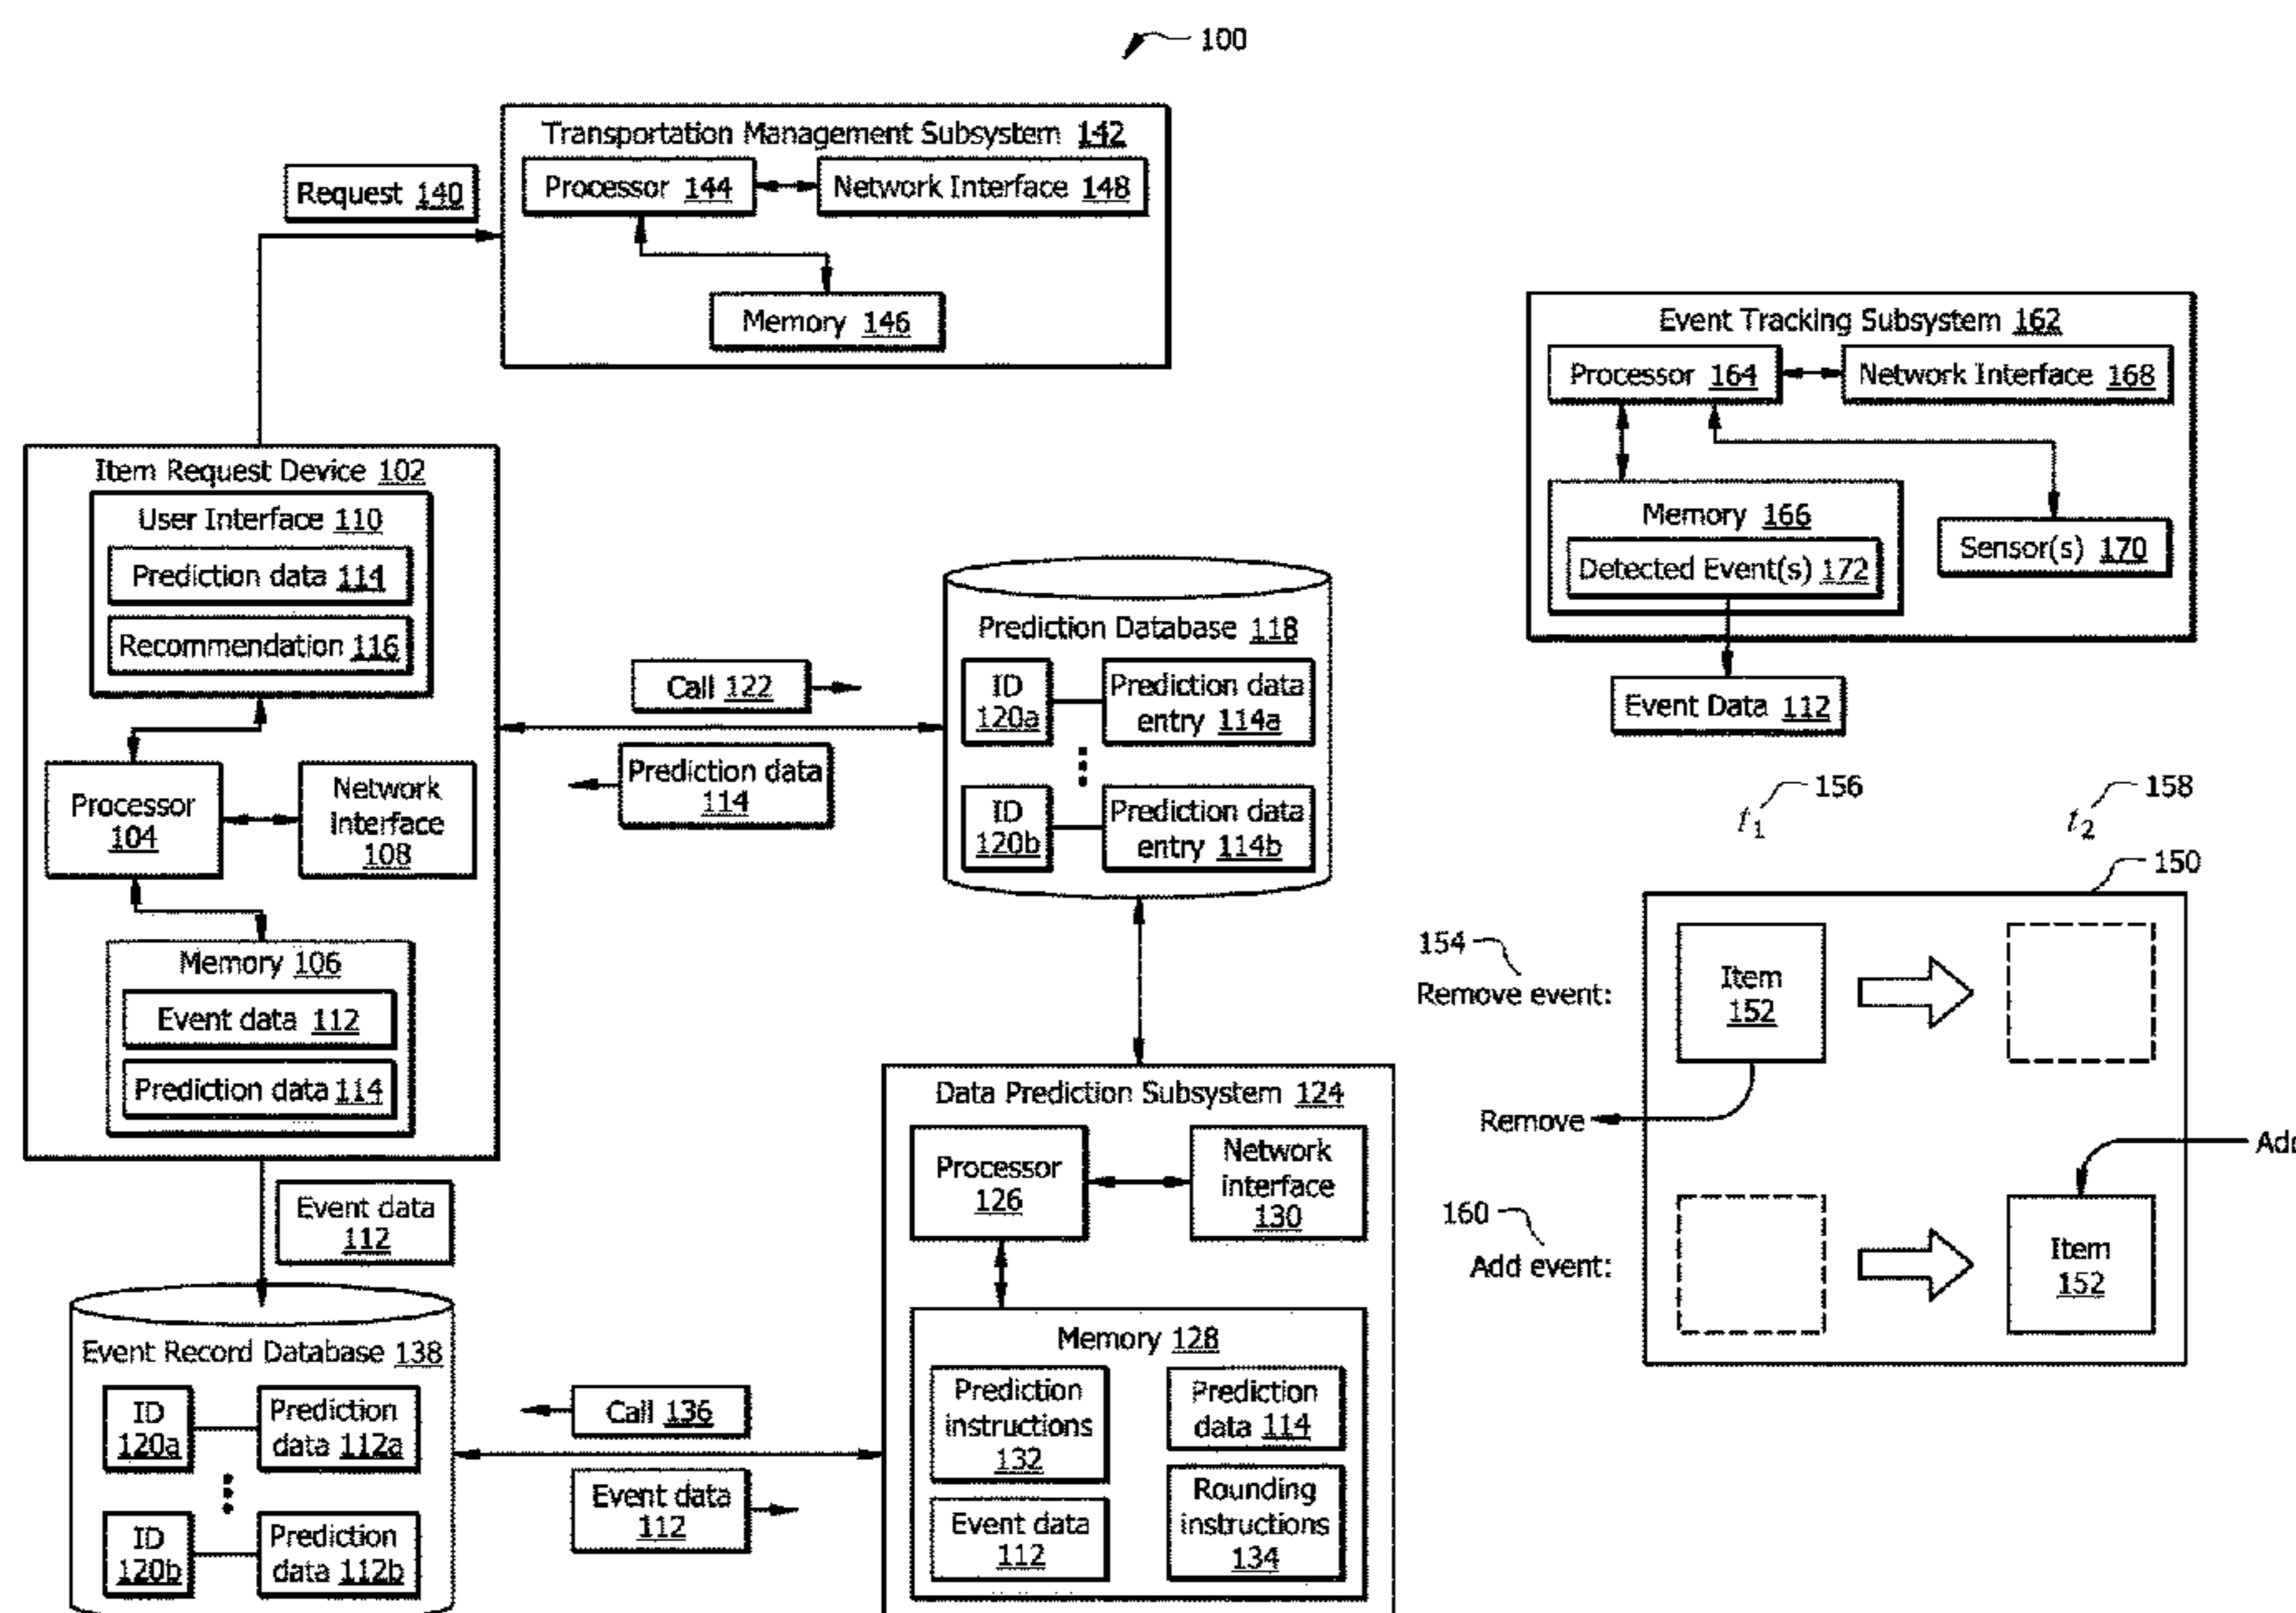 100
Transportation Management Subsystem 142
Processor 144
Network Interface 148
Memory 146
Request 140
Item Request Device 102
User Interface 110
Prediction data 114
Recommendation 116
Processor
104
Network
interface
108
Memory 106
Event data 112
Prediction data 114
Event data
112
Event Record Database 138
ID
120a
Prediction
data 112a
ID
120b
Prediction
data 112b
Call 122
Prediction data
114
Prediction Database 118
ID
120a
Prediction data
entry 114a
ID
120b
Prediction data
entry 114b
Call 136
Event data
112
Data Prediction Subsystem 124
Processor
126
Network
interface
130
Memory 128
Prediction
instructions
132
Prediction
data 114
Event data
112
Rounding
instructions
134
Event Tracking Subsystem 162
Processor 164
Network Interface 168
Memory 166
Detected Event(s) 172
Sensor(s) 170
Event Data 112
156
t1
158
t2
150
154
Remove event:
Item
152
Remove
Ad
160
Add event:
Item
152